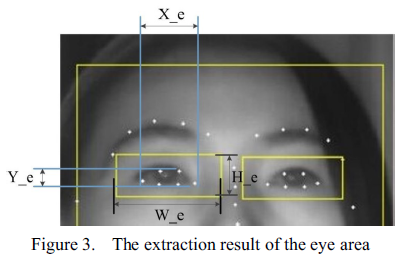 X_e
Y_e
H_e
W_e
Figure 3. The extraction result of the eye area